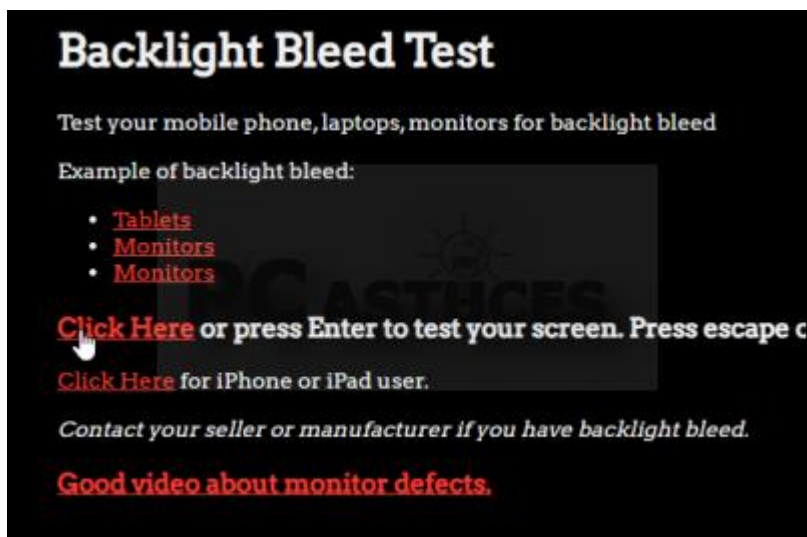 Backlight Bleed Test
Test your mobile phone, laptops, monitors for backlight bleed
Example of backlight bleed:
Tablets
Monitors
Monitors
PC ASTHCES
Click Here or press Enter to test your screen. Press escape
Click Here for iPhone or iPad user.
Contact your seller or manufacturer if you have backlight bleed.
Good video about monitor defects.